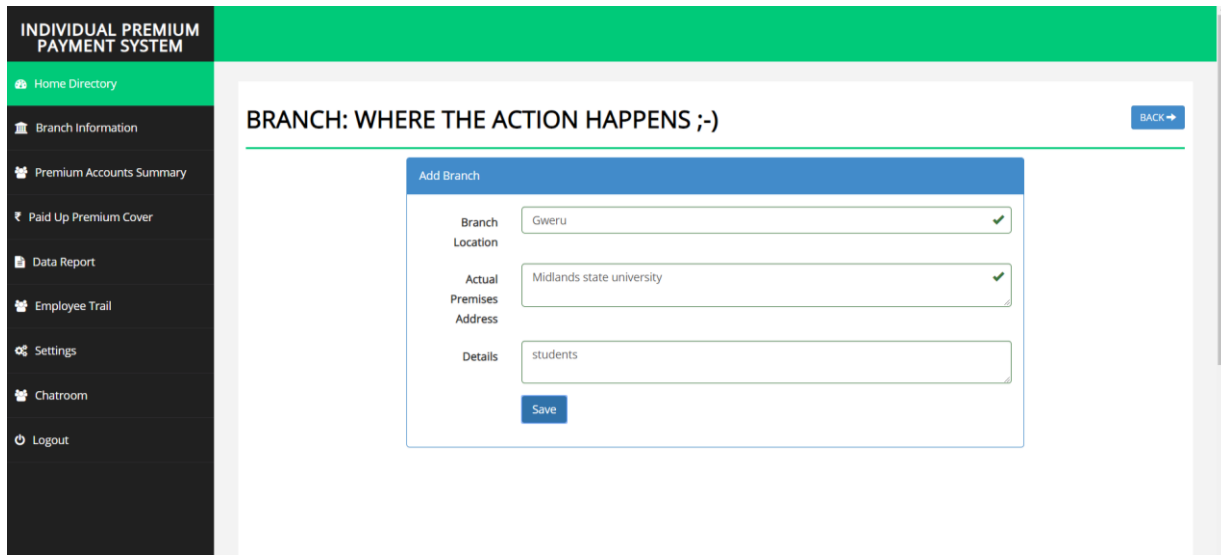 INDIVIDUAL PREMIUM
PAYMENT SYSTEM
Home Directory
Branch Information
Premium Accounts Summary
₹ Paid Up Premium Cover
Data Report
Employee Trail
Settings
Chatroom
Logout
BRANCH: WHERE THE ACTION HAPPENS ;-)
BACK
Add Branch
Branch
Location
Gweru
Actual
Premises
Address
Midlands state university
Details
students
Save